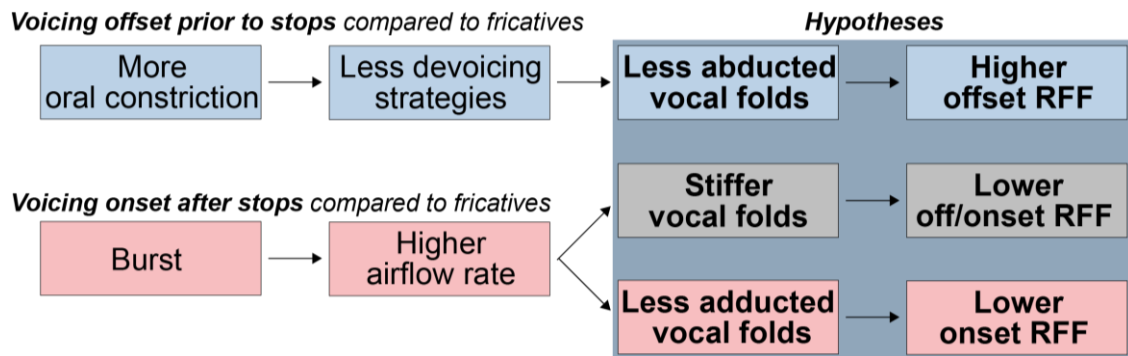 Voicing offset prior to stops compared to fricatives
Hypotheses
More
oral constriction
Less devoicing
strategies
Less abducted
vocal folds
Higher
offset RFF
Voicing onset after stops compared to fricatives
Stiffer
vocal folds
Lower
off/onset RFF
Burst
Higher
airflow rate
Less adducted
vocal folds
Lower
onset RFF